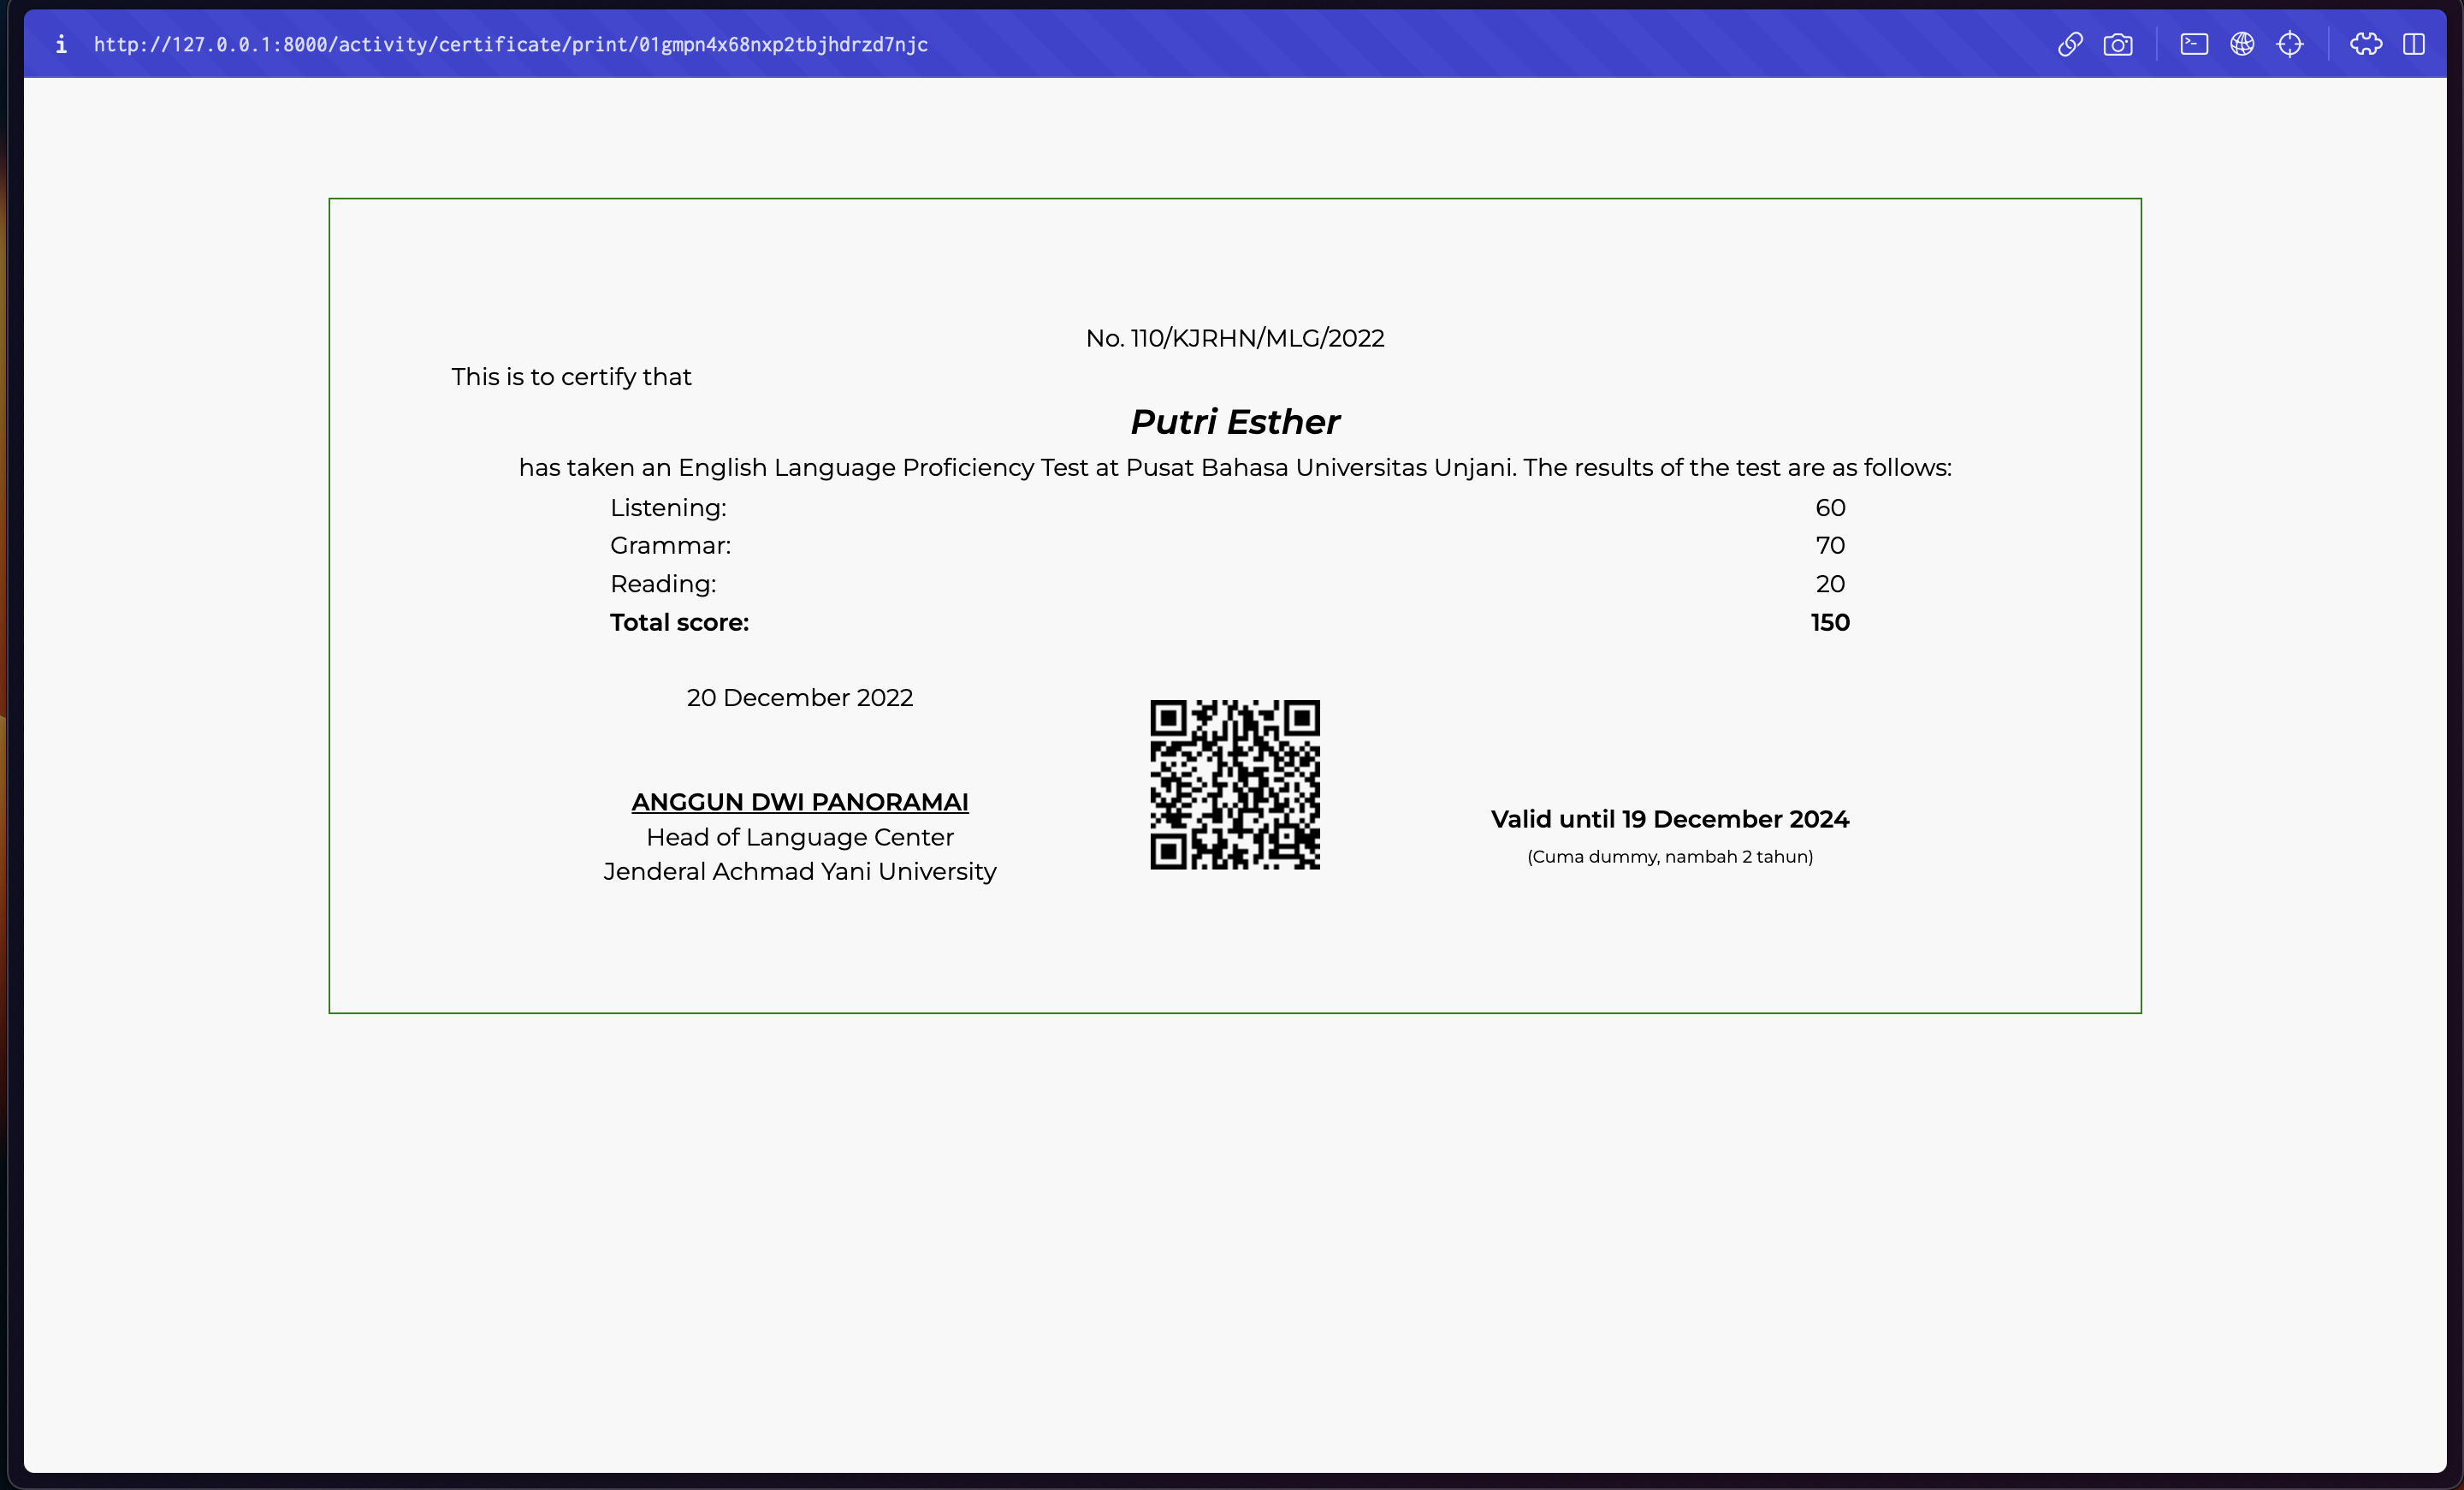 i http://127.0.0.1:8000/activity/certificate/print/01gmpn4x68nxp2tbjhdrzd7njc
No. 110/KJRHN/MLG/2022
This is to certify that
Putri Esther
has taken an English Language Proficiency Test at Pusat Bahasa Universitas Unjani. The results of the test are as follows:
Listening: 60
Grammar: 70
Reading: 20
Total score: 150
20 December 2022
ANGGUN DWI PANORAMAI
Head of Language Center
Jenderal Achmad Yani University
Valid until 19 December 2024
(Cuma dummy, nambah 2 tahun)